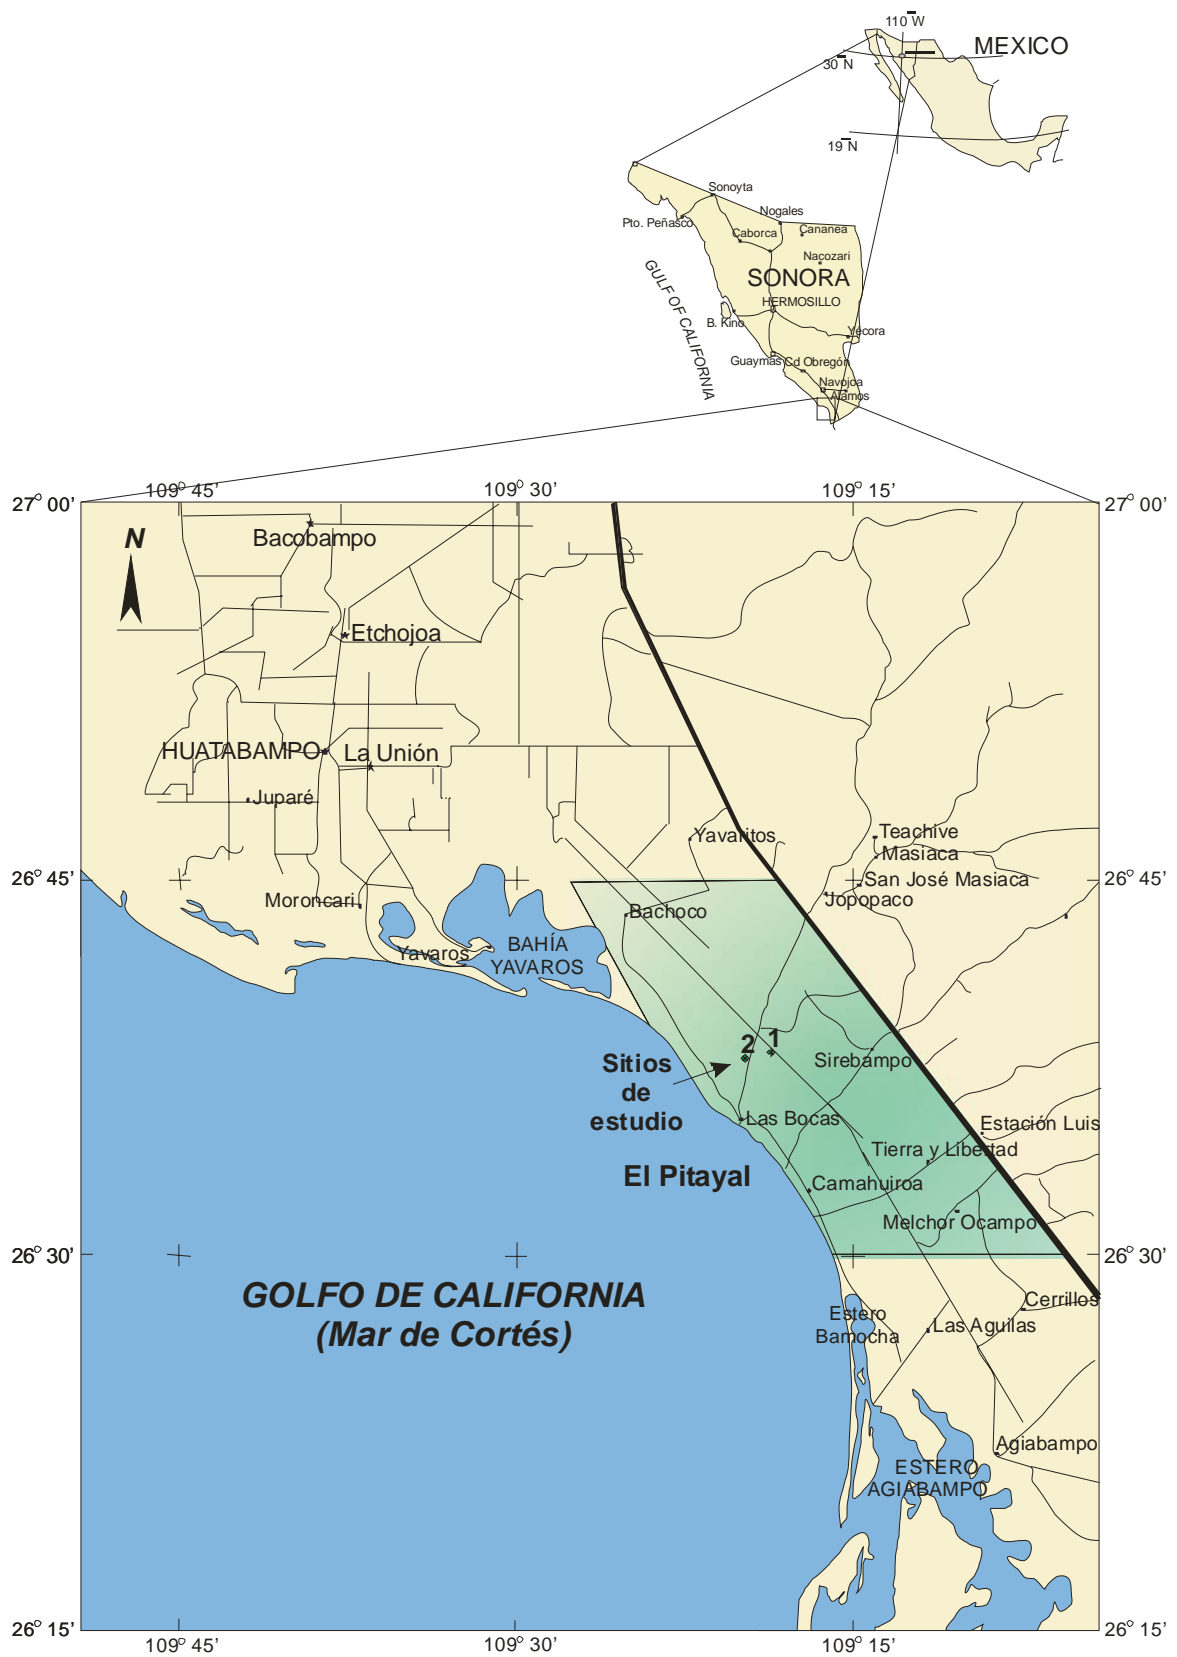 110 W
MEXICO
30 N
19 N
Sonoyta
Nogales
Pto. Peñasco
Caborca
Cananea
Nacozari
SONORA
HERMOSILLO
GULF OF CALIFORNIA
B. Kino
Yécora
Guaymas
Cd Obregón
Navojoa
Alamos
109° 45'
109° 30'
109° 15'
27° 00'
27° 00'
N
Bacobampo
Etchojoa
HUATABAMPO
La Unión
Juparé
Yavaritos
Teachive
Masiaca
26° 45'
San José Masiaca
26° 45'
Moroncari
Jopopaco
Bachoco
Yavaros
BAHÍA
YAVAROS
2
1
Sitios
de
estudio
Sirebampo
Las Bocas
Estación Luis
Tierra y Libertad
El Pitayal
Camahuiroa
Melchor Ocampo
26° 30'
26° 30'
GOLFO DE CALIFORNIA
(Mar de Cortés)
Cerrillos
Estero
Bamocha
Las Aguilas
Agiabampo
ESTERO
AGIABAMPO
26° 15'
26° 15'
109° 45'
109° 30'
109° 15'